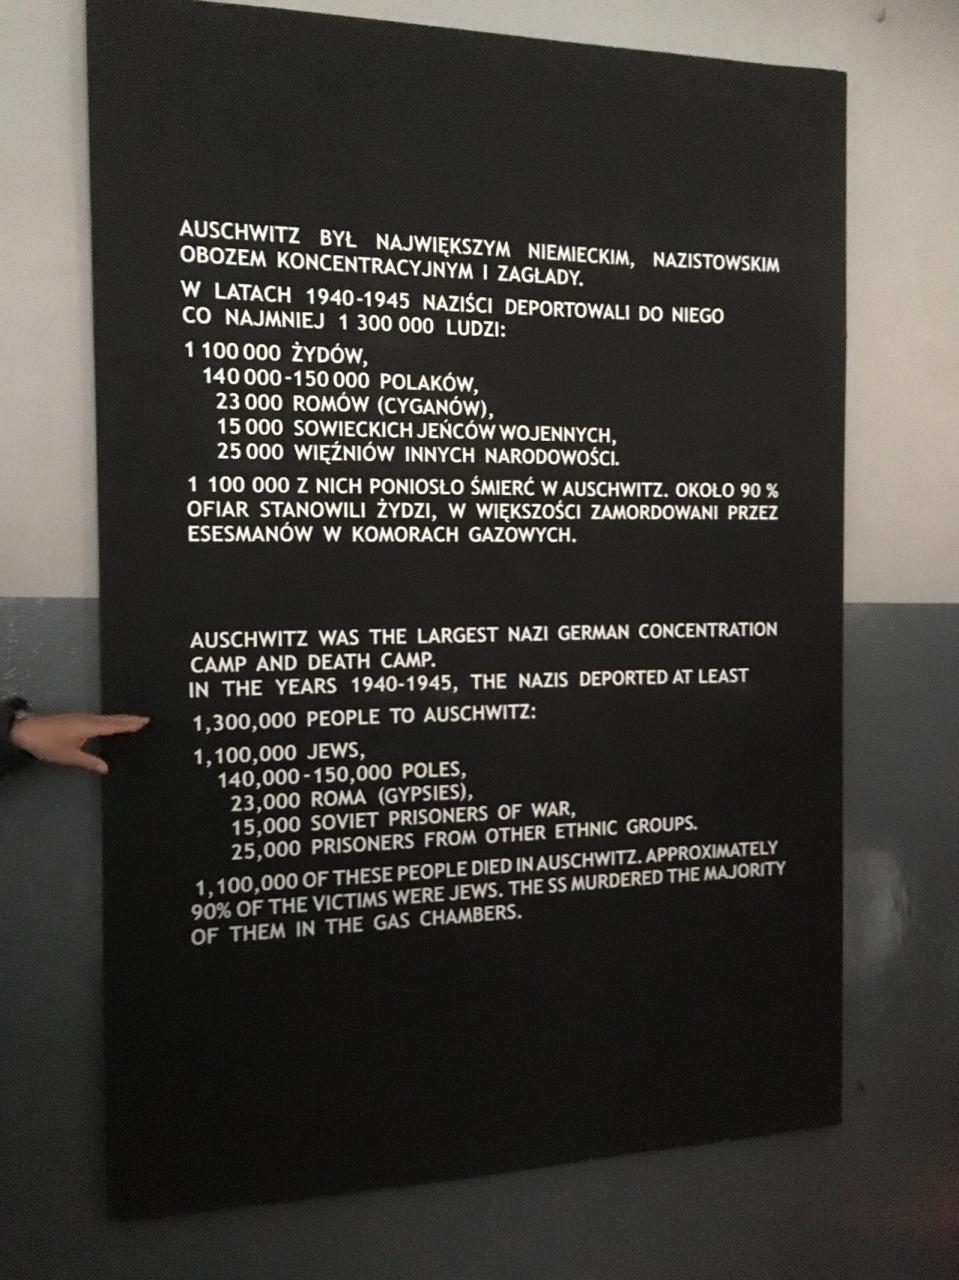 AUSCHWITZ BYŁ NAJWIĘKSZYM NIEMIECKIM, NAZISTOWSKIM
OBOZEM KONCENTRACYJNYM I ZAGŁADY.
W LATACH 1940-1945 NAZIŚCI DEPORTOWALI DO NIEGO
CO NAJMNIEJ 1 300 000 LUDZI:
1 100 000 ŻYDÓW,
140 000-150 000 POLAKÓW,
23 000 ROMÓW (CYGANÓW),
15 000 SOWIECKICH JEŃCÓW WOJENNYCH,
25 000 WIĘŹNIÓW INNYCH NARODOWOŚCI.
1 100 000 Z NICH PONIOSŁO ŚMIERĆ W AUSCHWITZ. OKOŁO 90 %
OFIAR STANOWILI ŻYDZI, W WIĘKSZOŚCI ZAMORDOWANI PRZEZ
ESESMANÓW W KOMORACH GAZOWYCH.
AUSCHWITZ WAS THE LARGEST NAZI GERMAN CONCENTRATION
CAMP AND DEATH CAMP.
IN THE YEARS 1940-1945, THE NAZIS DEPORTED AT LEAST
1,300,000 PEOPLE TO AUSCHWITZ:
1,100,000 JEWS,
140,000-150,000 POLES,
23,000 ROMA (GYPSIES),
15,000 SOVIET PRISONERS OF WAR,
25,000 PRISONERS FROM OTHER ETHNIC GROUPS.
1,100,000 OF THESE PEOPLE DIED IN AUSCHWITZ. APPROXIMATELY
90% OF THE VICTIMS WERE JEWS. THE SS MURDERED THE MAJORITY
OF THEM IN THE GAS CHAMBERS.